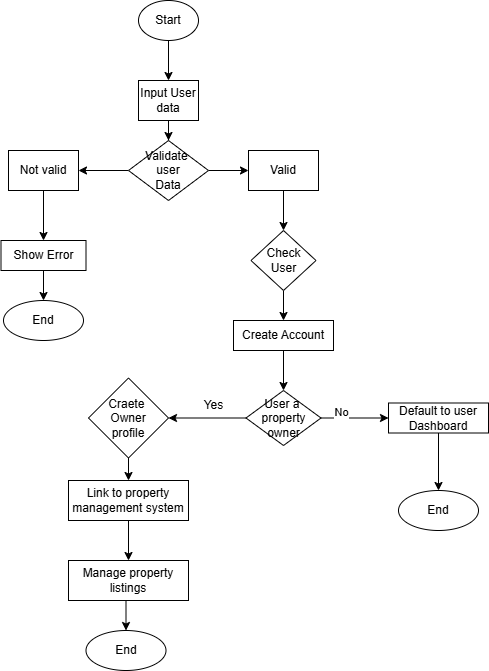 Start
Input User
data
Validate
user
Data
Not valid
Valid
Show Error
Check
User
End
Create Account
Craete
Owner
profile
Yes
User a
property
owner
No
Default to user
Dashboard
Link to property
management system
End
Manage property
listings
End